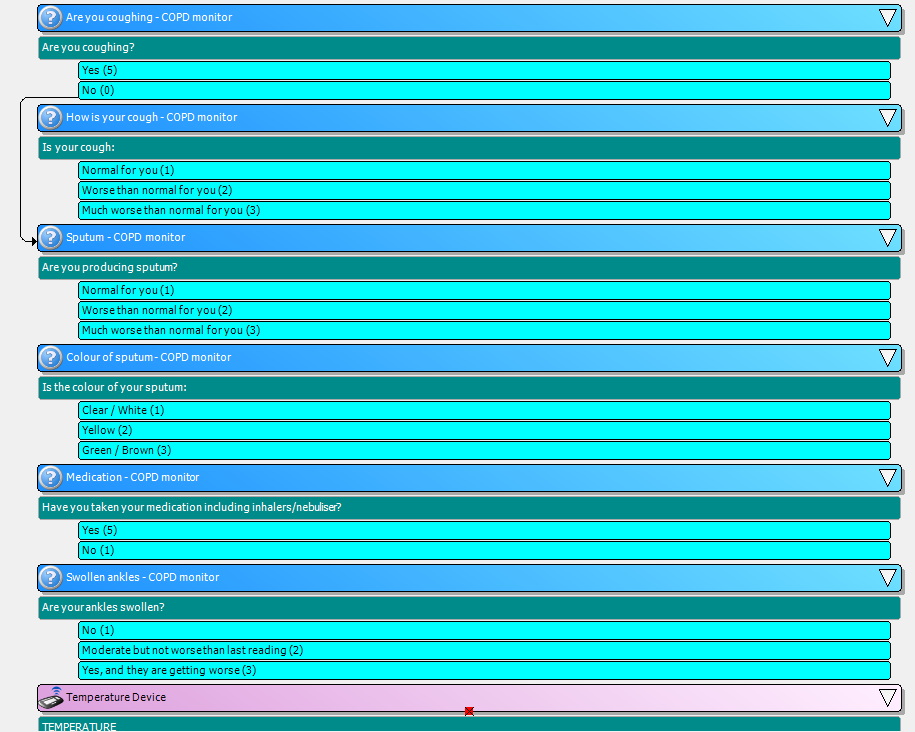 Are you coughing - COPD monitor
Are you coughing?
Yes (5)
No (0)
How is your cough - COPD monitor
Is your cough:
Normal for you (1)
Worse than normal for you (2)
Much worse than normal for you (3)
Sputum - COPD monitor
Are you producing sputum?
Normal for you (1)
Worse than normal for you (2)
Much worse than normal for you (3)
Colour of sputum - COPD monitor
Is the colour of your sputum:
Clear / White (1)
Yellow (2)
Green / Brown (3)
Medication - COPD monitor
Have you taken your medication including inhalers/nebuliser?
Yes (5)
No (1)
Swollen ankles - COPD monitor
Are your ankles swollen?
No (1)
Moderate but not worse than last reading (2)
Yes, and they are getting worse (3)
Temperature Device
TEMPERATURE